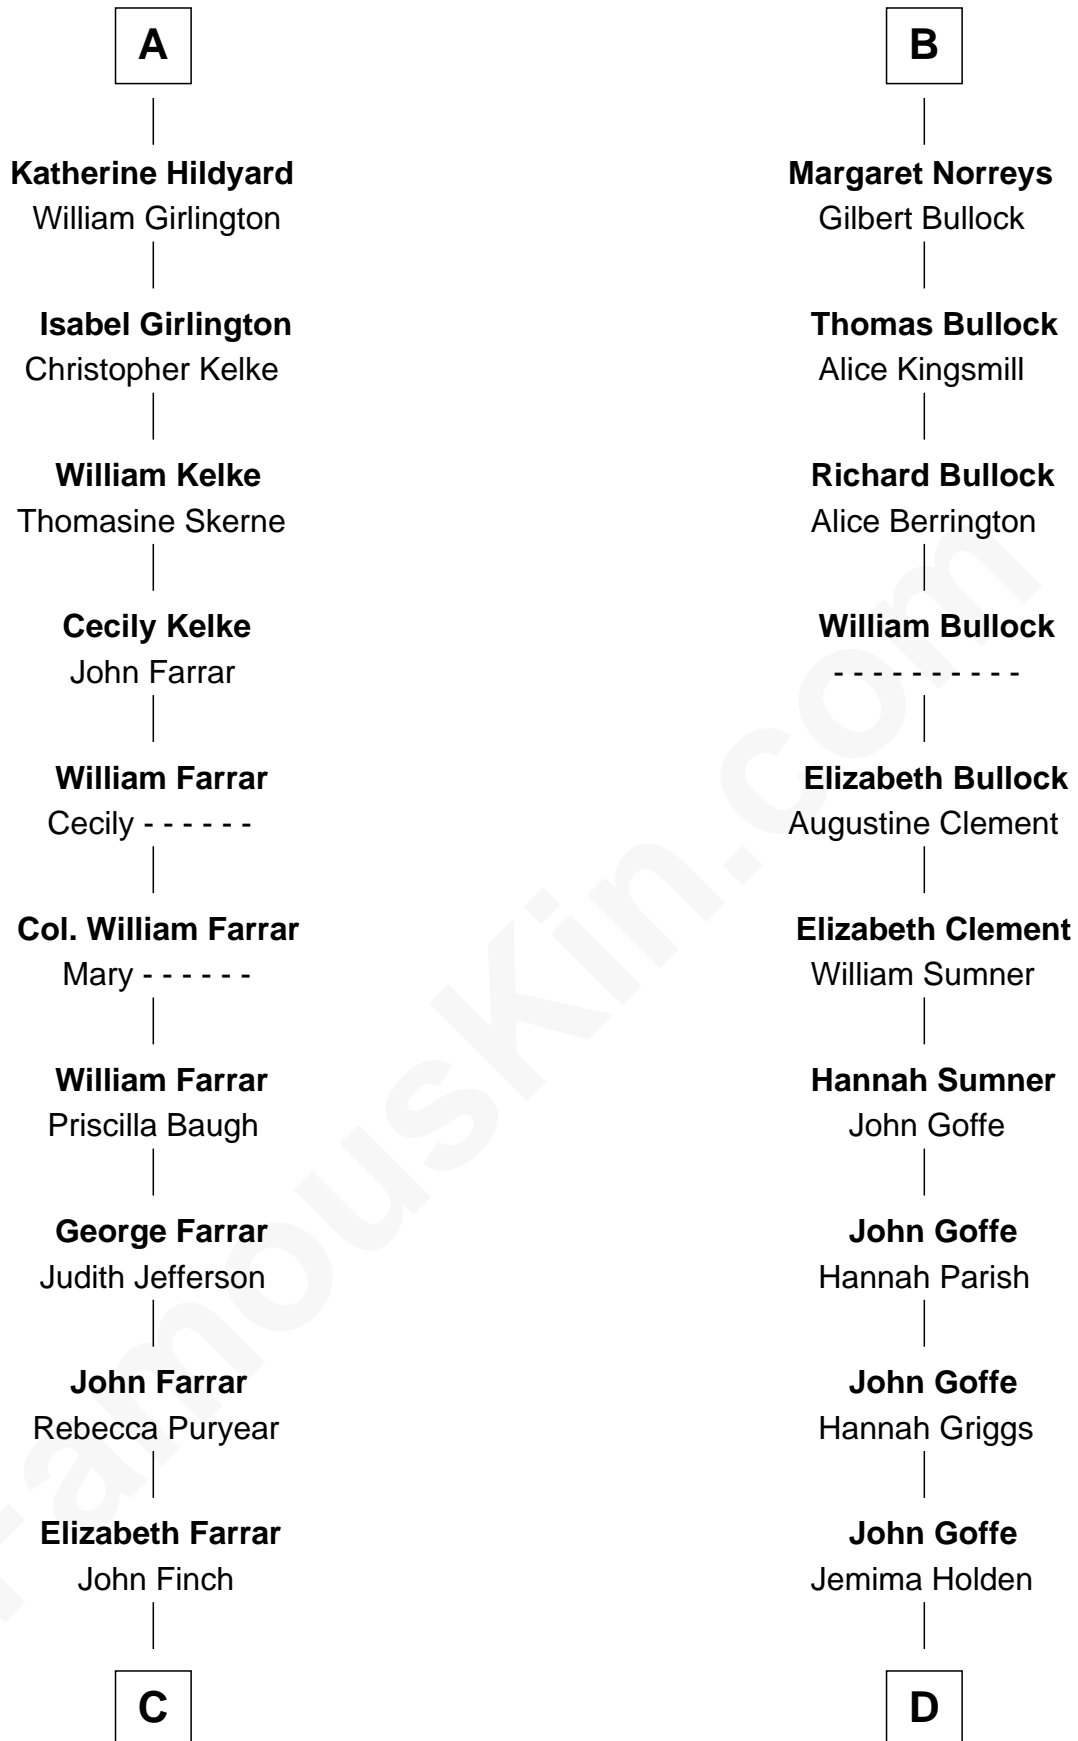 A
Katherine Hildyard
William Girlington
Isabel Girlington
Christopher Kelke
William Kelke
Thomasine Skerne
Cecily Kelke
John Farrar
William Farrar
Cecily - - - - - -
Col. William Farrar
Mary - - - - - -
William Farrar
Priscilla Baugh
George Farrar
Judith Jefferson
John Farrar
Rebecca Puryear
Elizabeth Farrar
John Finch
C
B
Margaret Norreys
Gilbert Bullock
Thomas Bullock
Alice Kingsmill
Richard Bullock
Alice Berrington
William Bullock
- - - - - - - - - -
Elizabeth Bullock
Augustine Clement
Elizabeth Clement
William Sumner
Hannah Sumner
John Goffe
John Goffe
Hannah Parish
John Goffe
Hannah Griggs
John Goffe
Jemima Holden
D
FamousKin.com